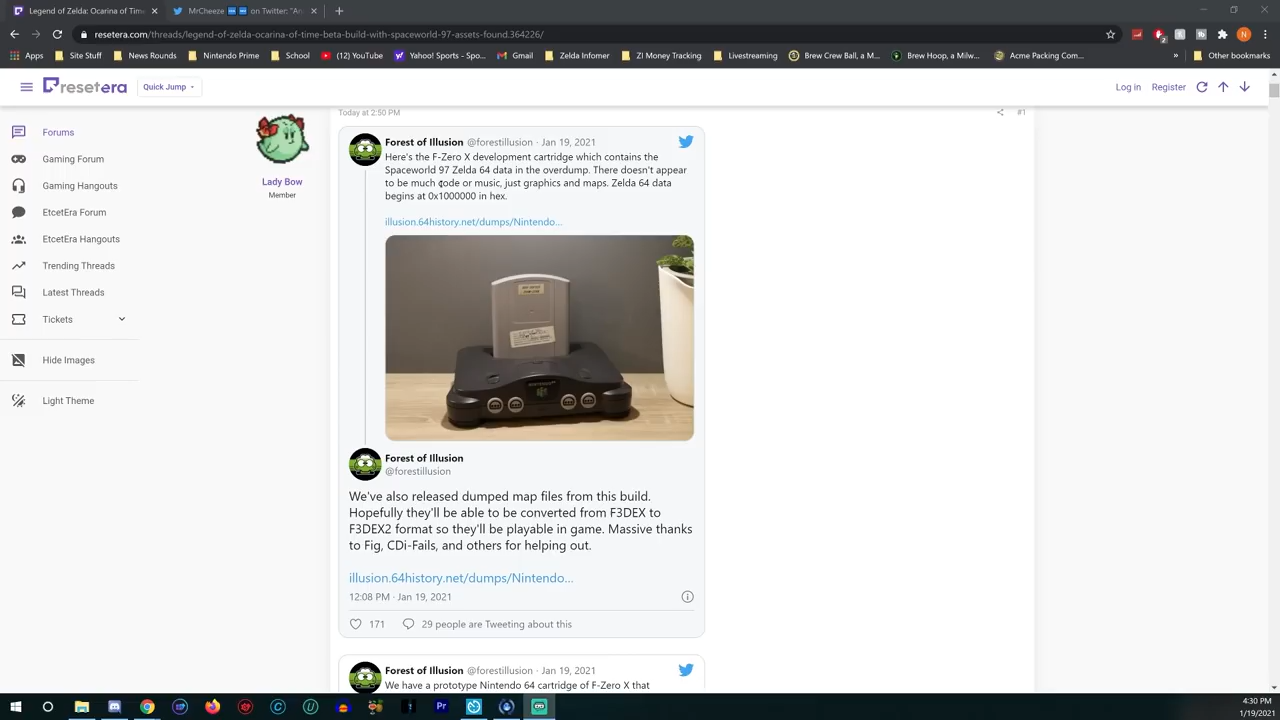 Legend of Zelda: Ocarina of Time
MrCheeze on Twitter: "An
resetera.com/threads/legend-of-zelda-ocarina-of-time-beta-build-with-spaceworld-97-assets-found.364226/
Apps Site Stuff News Rounds Nintendo Prime School (1) YouTube Yahoo! Sports - Spo... Gmail Zelda Infomer ZI Money Tracking Livestreaming Brew Crew Ball, a M... Brew Hoop, a Milw... Acme Packing Com... » Other bookmarks
resetera Quick Jump Log in Register
Today at 2:50 PM #1
Forums
Gaming Forum
Gaming Hangouts
EtcetEra Forum
EtcetEra Hangouts
Trending Threads
Latest Threads
Tickets
Hide Images
Light Theme
Lady Bow
Member
Forest of Illusion @forestillusion · Jan 19, 2021
Here's the F-Zero X development cartridge which contains the
Spaceworld 97 Zelda 64 data in the overdump. There doesn't appear
to be much code or music, just graphics and maps. Zelda 64 data
begins at 0x1000000 in hex.
illusion.64history.net/dumps/Nintendo...
Forest of Illusion
@forestillusion
We've also released dumped map files from this build.
Hopefully they'll be able to be converted from F3DEX to
F3DEX2 format so they'll be playable in game. Massive thanks
to Fig, CDi-Fails, and others for helping out.
illusion.64history.net/dumps/Nintendo...
12:08 PM · Jan 19, 2021
171 29 people are Tweeting about this
Forest of Illusion @forestillusion · Jan 19, 2021
We have a prototype Nintendo 64 cartridge of F-Zero X that
4:30 PM
1/19/2021